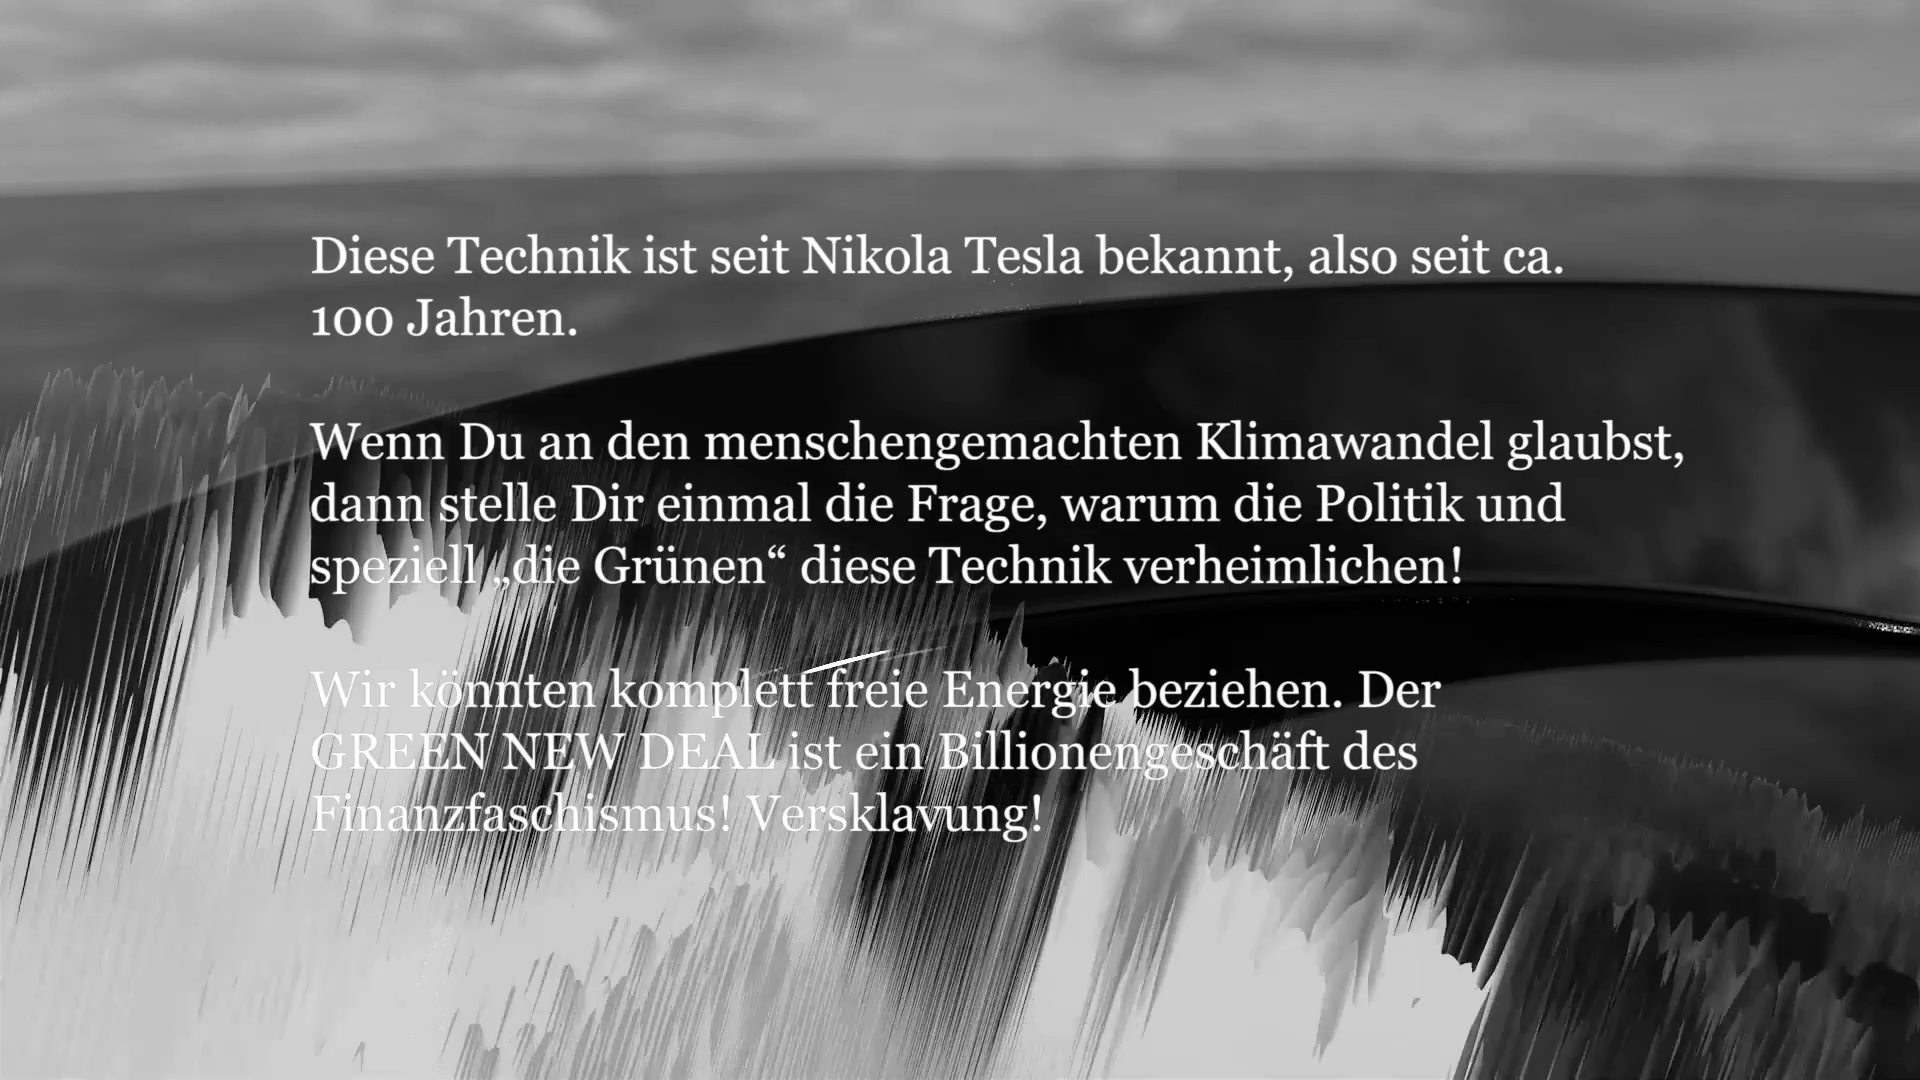 Diese Technik ist seit Nikola Tesla bekannt, also seit ca.
100 Jahren.
Wenn Du an den menschengemachten Klimawandel glaubst,
dann stelle Dir einmal die Frage, warum die Politik und
speziell „die Grünen“ diese Technik verheimlichen!
Wir könnten komplett freie Energie beziehen. Der
GREEN NEW DEAL ist ein Billionengeschäft des
Finanzfaschismus! Versklavung!